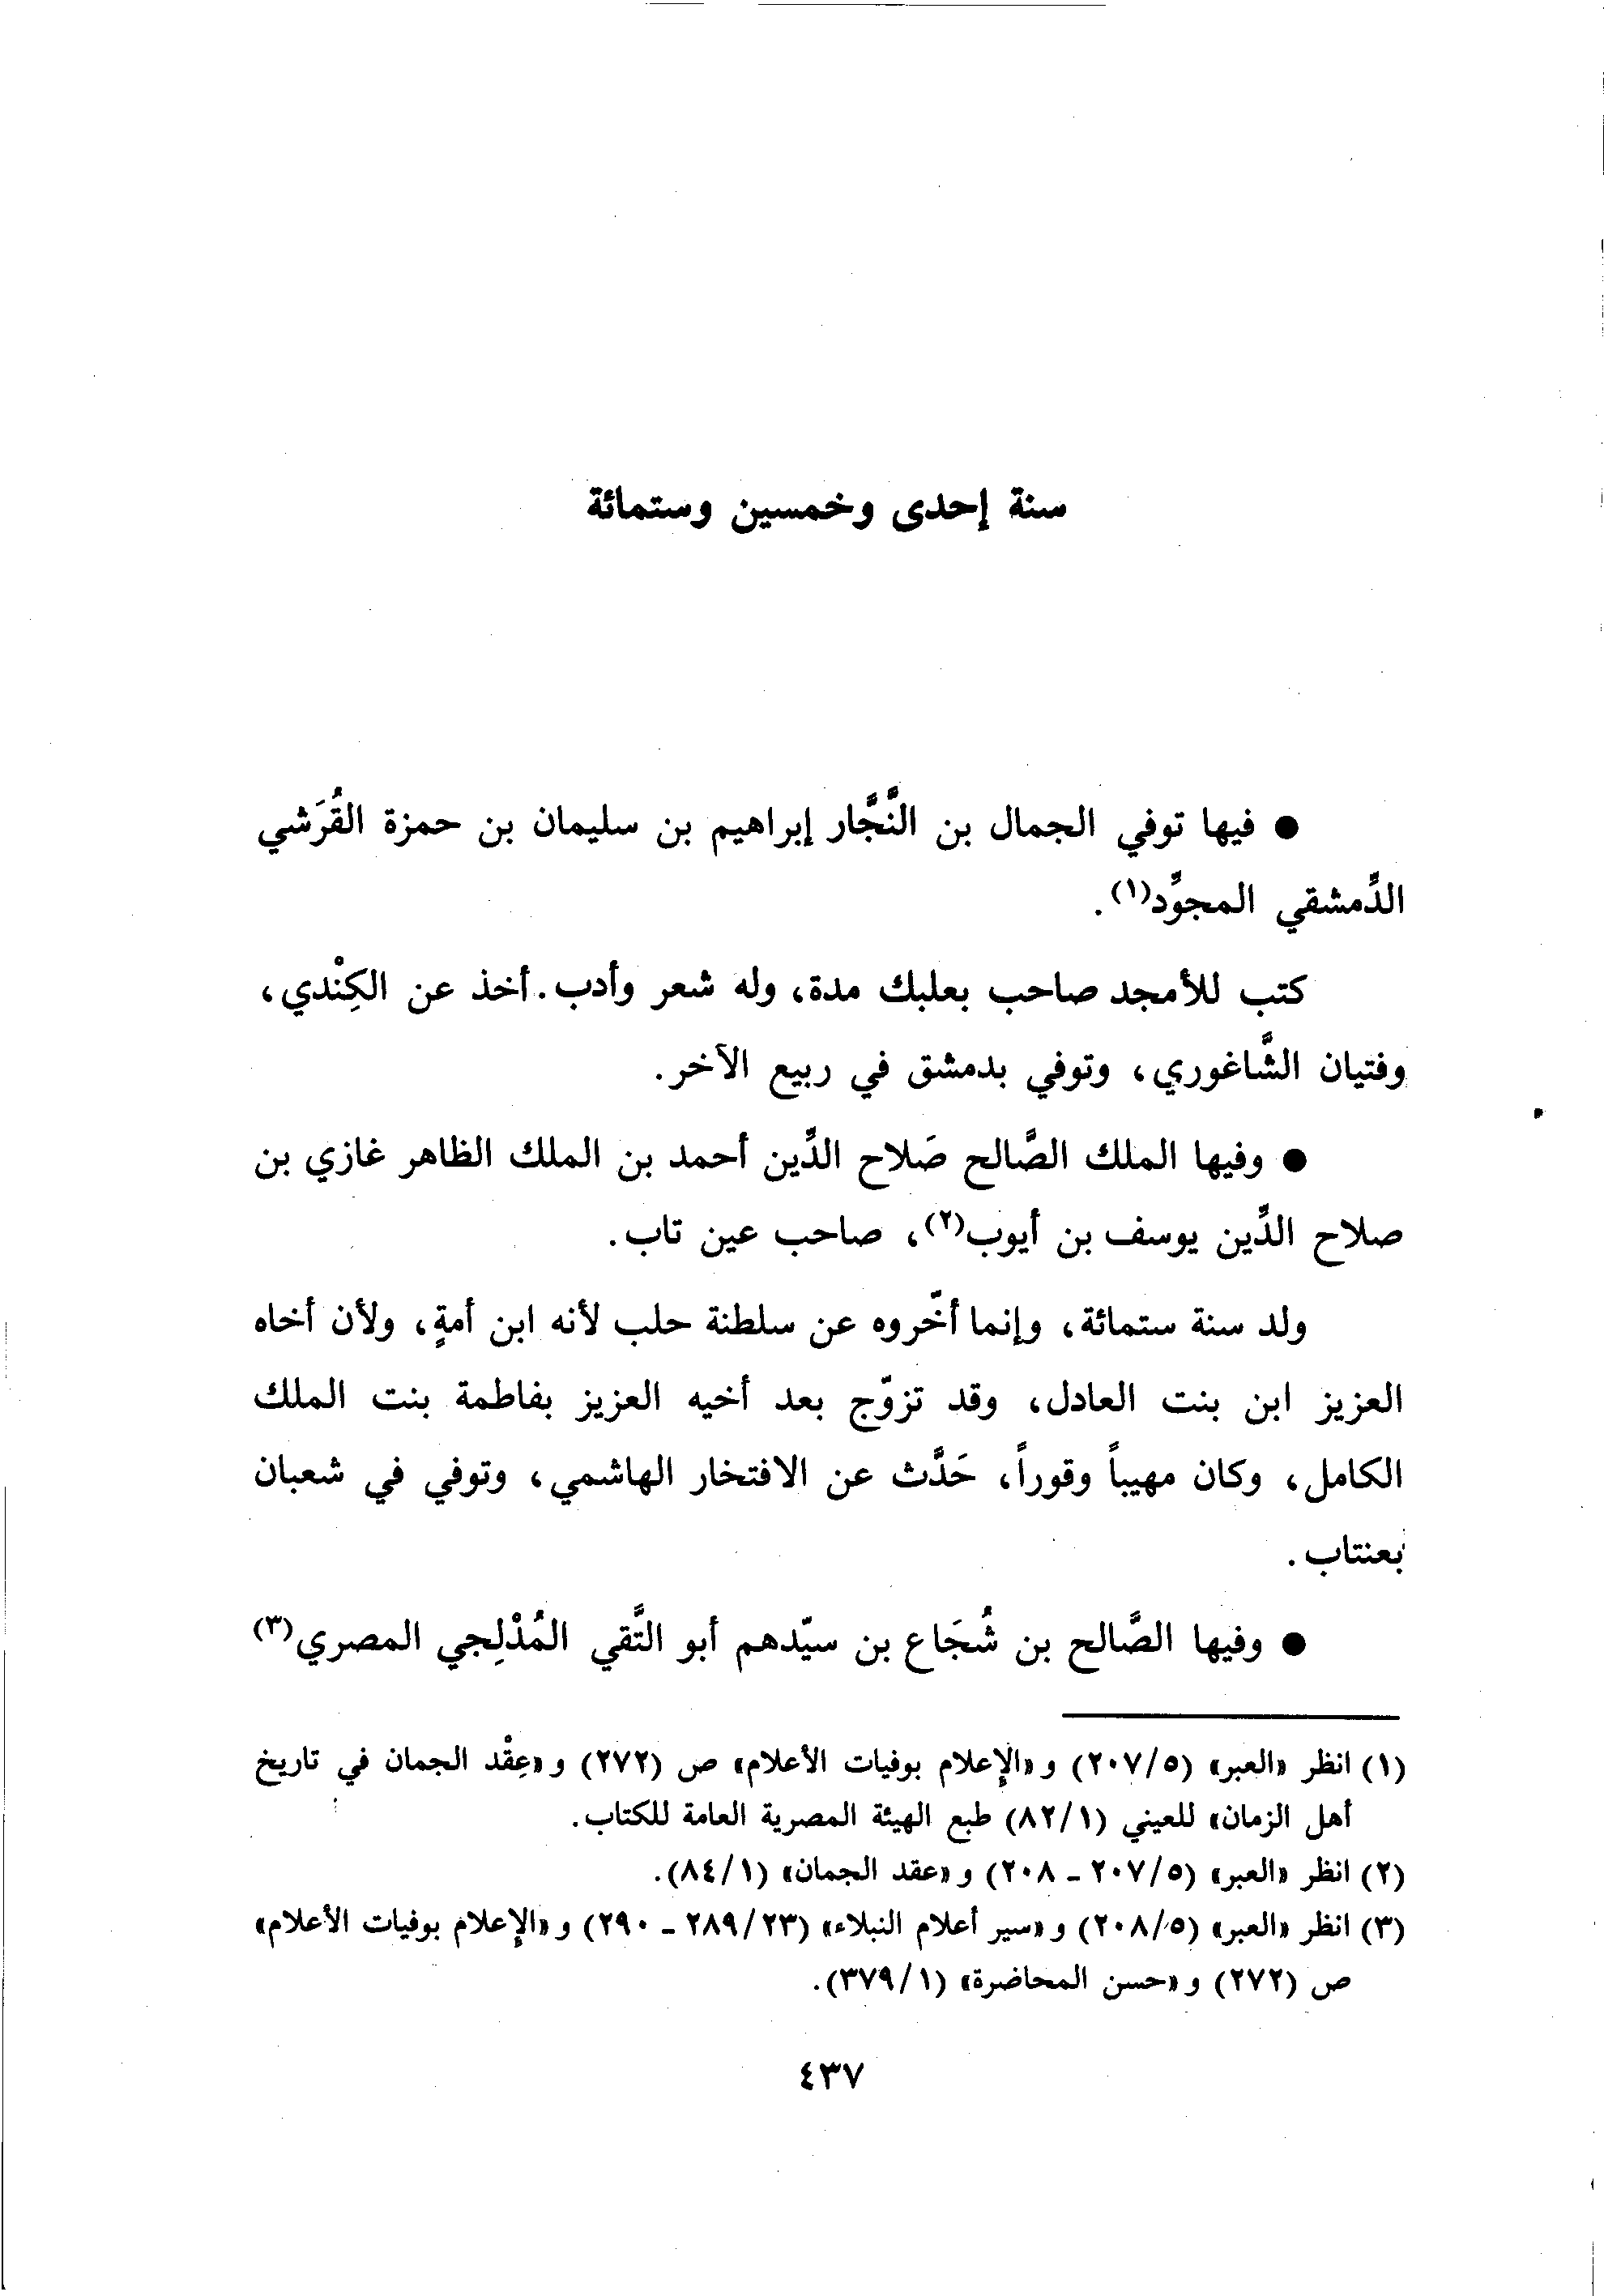 سنة إحدى وخمسين وستمائة
● فيها توفي الجمال بن النَّجَّار إبراهيم بن سليمان بن حمزة القُرَشي
الدِّمشقي المجوِّد(١).
كتب للأمجد صاحب بعلبك مدة، وله شعر وأدب. أخذ عن الكِنْدي،
وفتيان الشَّاغوري، وتوفي بدمشق في ربيع الآخر.
● وفيها الملك الصَّالح صَلاح الدِّين أحمد بن الملك الظاهر غازي بن
صلاح الدِّين يوسف بن أيوب(٢)، صاحب عين تاب.
ولد سنة ستمائة، وإنما أخّروه عن سلطنة حلب لأنه ابن أمةٍ، ولأن أخاه
العزيز ابن بنت العادل، وقد تزوّج بعد أخيه العزيز بفاطمة بنت الملك
الكامل، وكان مهيباً وقوراً، حَدَّث عن الافتخار الهاشمي، وتوفي في شعبان
بعنتاب.
● وفيها الصَّالح بن شُجَاع بن سيّدهم أبو التَّقي المُدْلِجي المصري(٣)
(١) انظر «العبر» (٢٠٧/٥) و«الإعلام بوفيات الأعلام» ص (٢٧٢) و«عِقْد الجمان في تاريخ
أهل الزمان» للعيني (٨٢/١) طبع الهيئة المصرية العامة للكتاب.
(٢) انظر «العبر» (٢٠٧/٥ - ٢٠٨) و«عقد الجمان» (٨٤/١).
(٣) انظر «العبر» (٢٠٨/٥) و«سير أعلام النبلاء» (٢٨٩/٢٣ - ٢٩٠) و«الإعلام بوفيات الأعلام»
ص (٢٧٢) و«حسن المحاضرة» (٣٧٩/١).
٤٣٧